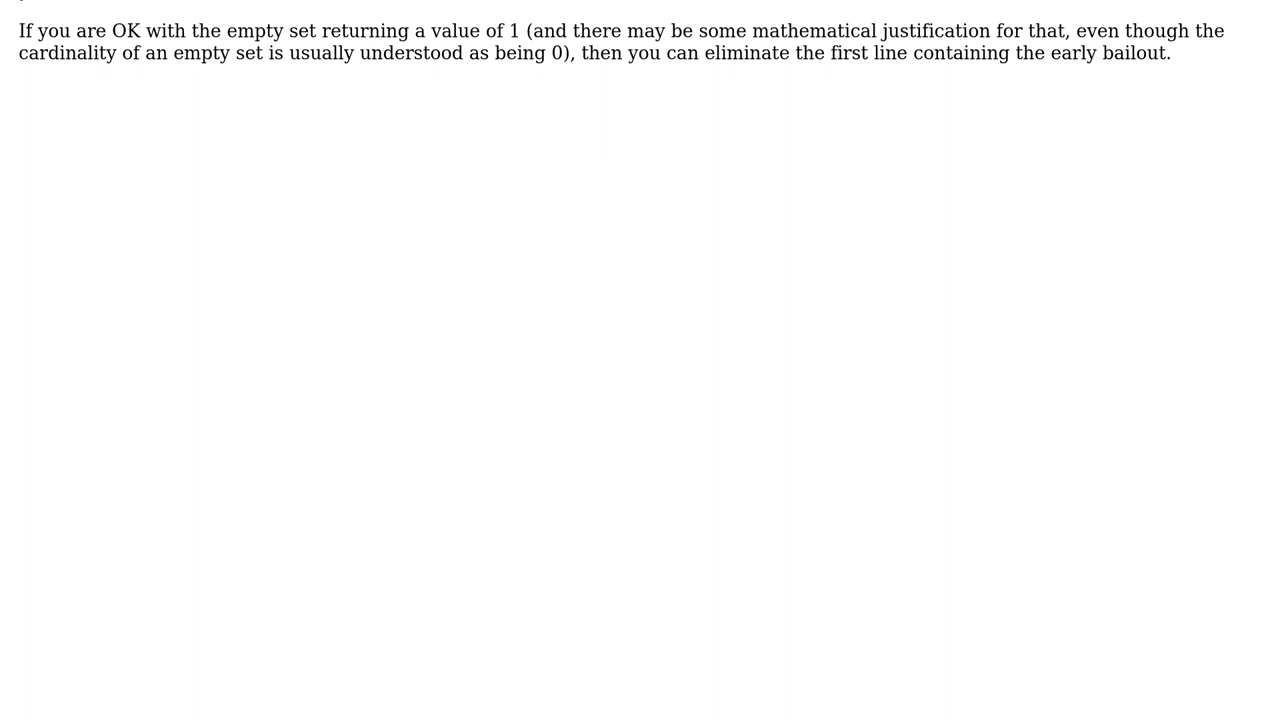 If you are OK with the empty set returning a value of 1 (and there may be some mathematical justification for that, even though the
cardinality of an empty set is usually understood as being 0), then you can eliminate the first line containing the early bailout.